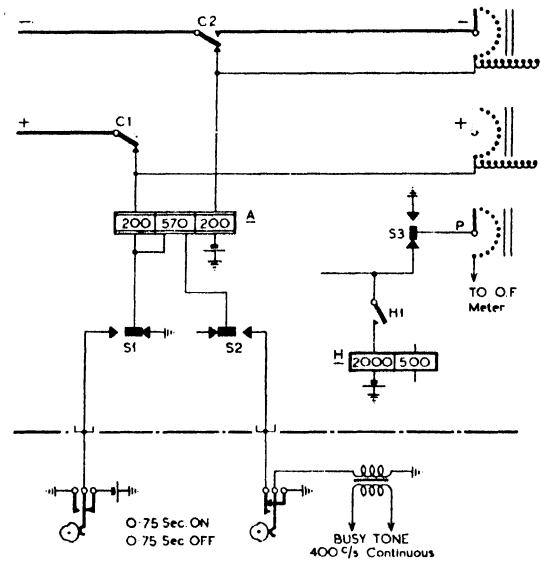 − C2 −
+ C1 +
200 570 200 A
S3 P
TO O.F
Meter
H1
S1 S2
H 2000 500
0·75 Sec. ON
0 75 Sec OFF
BUSY TONE
400 c/s Continuous